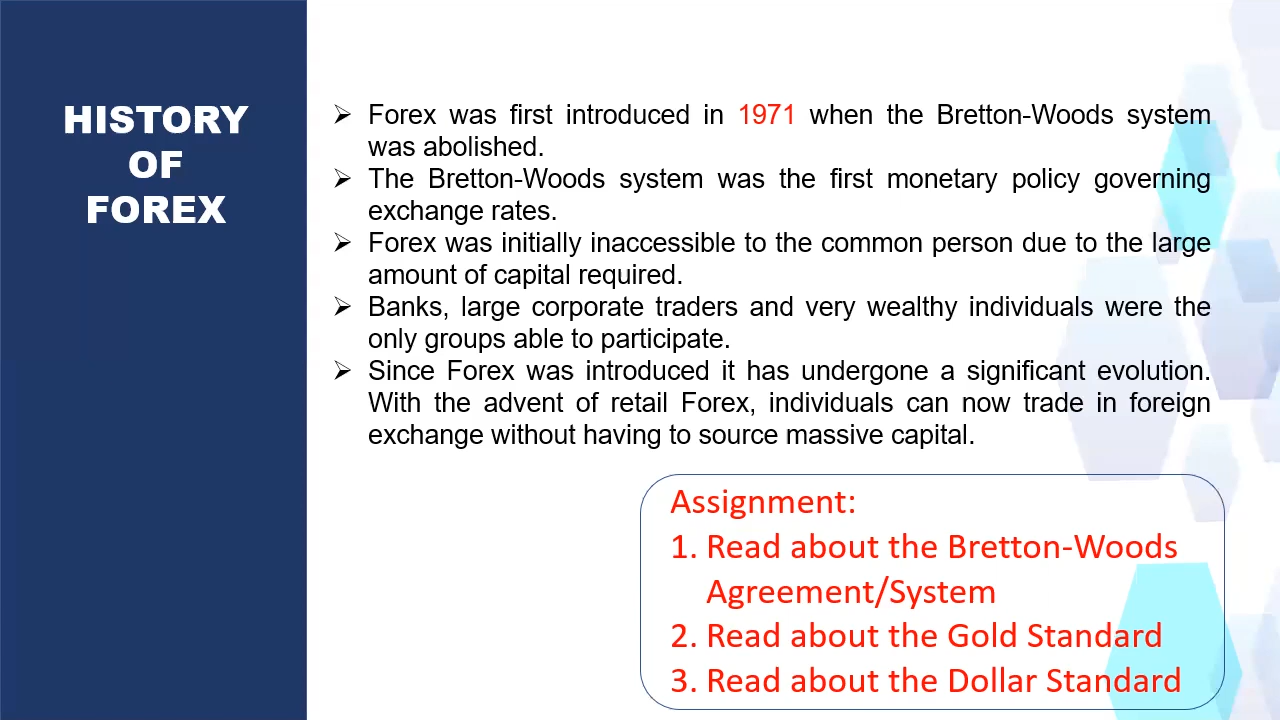 HISTORY
OF
FOREX
➢ Forex was first introduced in 1971 when the Bretton-Woods system
was abolished.
➢ The Bretton-Woods system was the first monetary policy governing
exchange rates.
➢ Forex was initially inaccessible to the common person due to the large
amount of capital required.
➢ Banks, large corporate traders and very wealthy individuals were the
only groups able to participate.
➢ Since Forex was introduced it has undergone a significant evolution.
With the advent of retail Forex, individuals can now trade in foreign
exchange without having to source massive capital.
Assignment:
1. Read about the Bretton-Woods
Agreement/System
2. Read about the Gold Standard
3. Read about the Dollar Standard